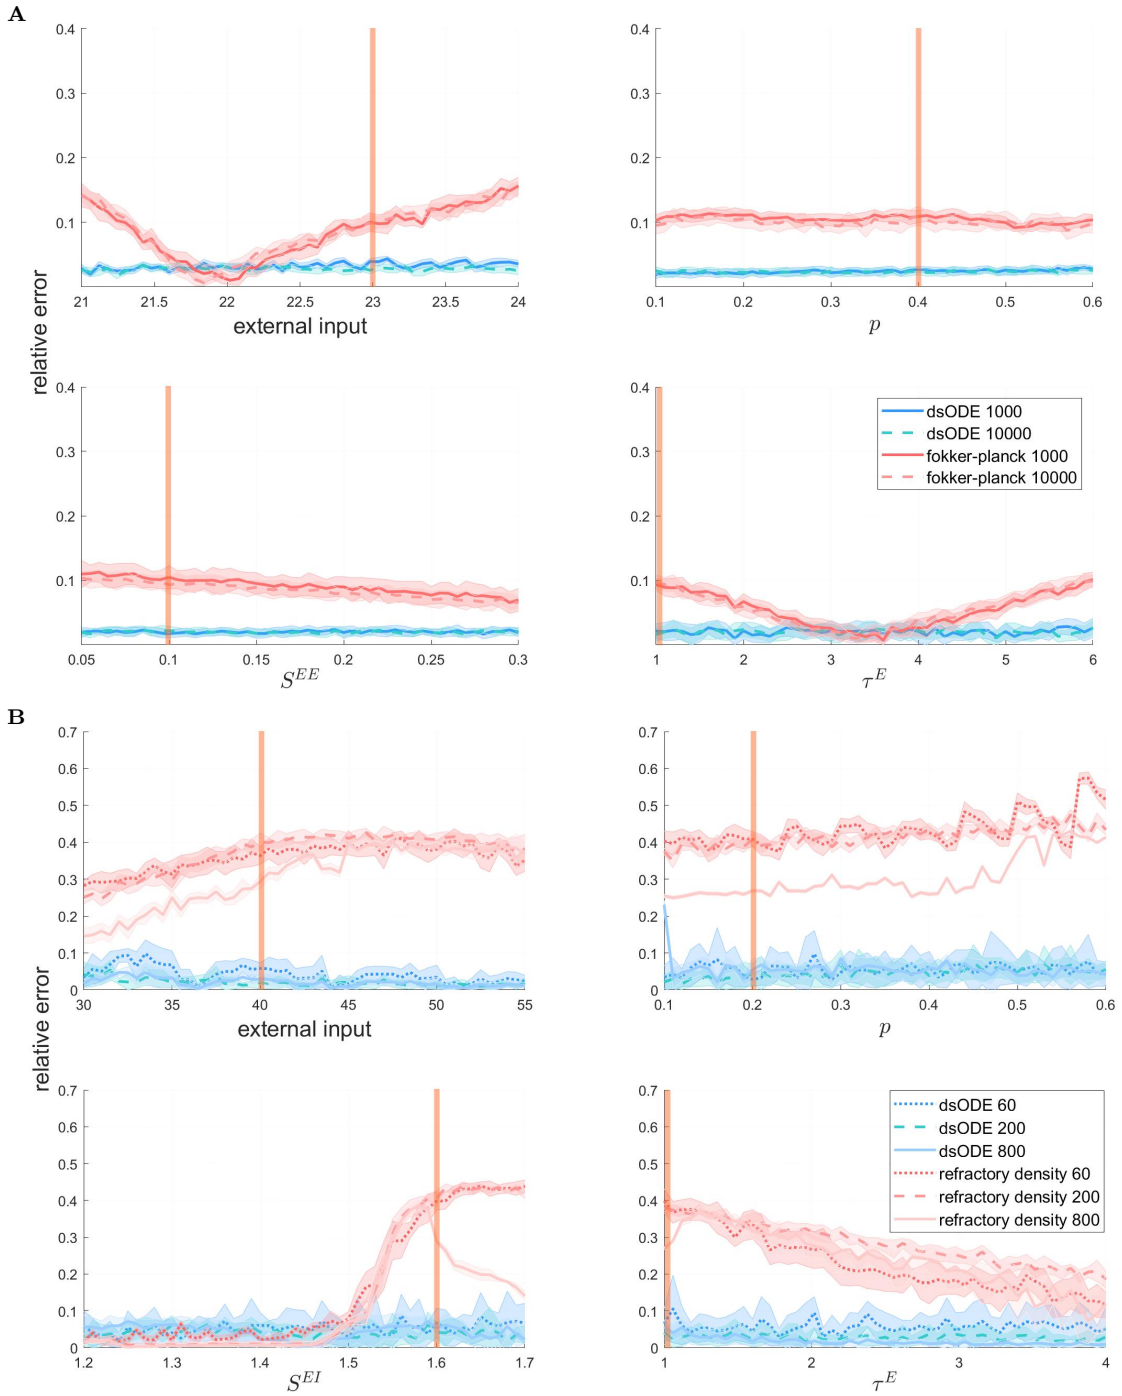 A
0.4
0.3
0.2
0.1
21 21.5 22 22.5 23 23.5 24
external input
0.4
0.3
0.2
0.1
0.1 0.2 0.3 0.4 0.5 0.6
p
relative error
0.4
0.3
0.2
0.1
0.05 0.1 0.15 0.2 0.25 0.3
S^{EE}
0.4
0.3
0.2
0.1
1 2 3 4 5 6
τ^E
dsODE 1000
dsODE 10000
fokker-planck 1000
fokker-planck 10000
B
0.7
0.6
0.5
0.4
0.3
0.2
0.1
0
30 35 40 45 50 55
external input
0.7
0.6
0.5
0.4
0.3
0.2
0.1
0
0.1 0.2 0.3 0.4 0.5 0.6
p
relative error
0.7
0.6
0.5
0.4
0.3
0.2
0.1
0
1.2 1.3 1.4 1.5 1.6 1.7
S^{EI}
0.7
0.6
0.5
0.4
0.3
0.2
0.1
0
1 2 3 4
τ^E
dsODE 60
dsODE 200
dsODE 800
refractory density 60
refractory density 200
refractory density 800